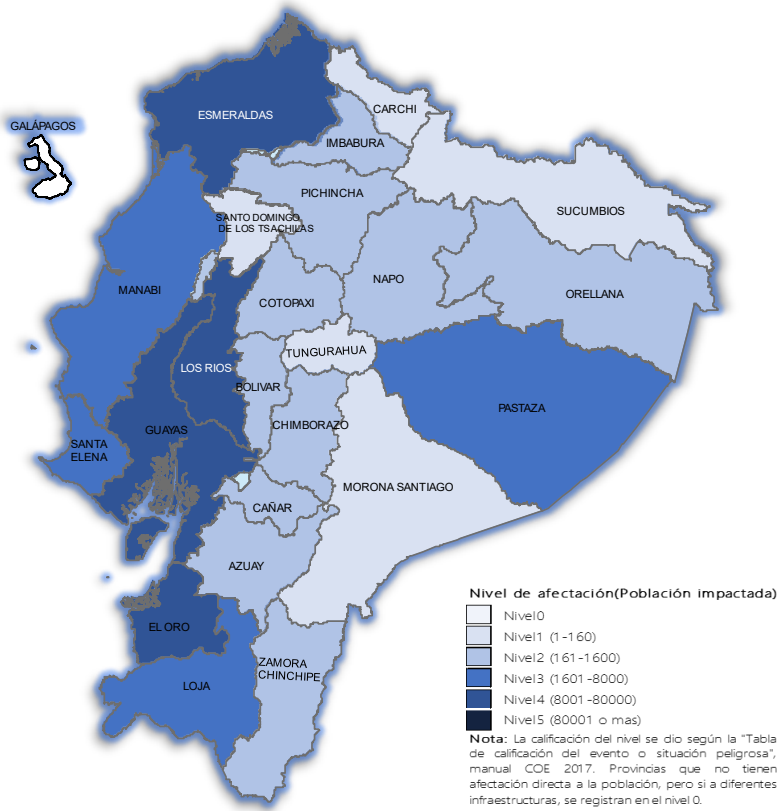 ESMERALDAS
CARCHI
GALÁPAGOS
IMBABURA
PICHINCHA
SUCUMBIOS
SANTO DOMINGO
DE LOS TSACHILAS
NAPO
MANABI
ORELLANA
COTOPAXI
TUNGURAHUA
LOS RIOS
BOLIVAR
PASTAZA
CHIMBORAZO
GUAYAS
SANTA
ELENA
MORONA SANTIAGO
CAÑAR
AZUAY
EL ORO
ZAMORA
CHINCHIPE
LOJA
Nivel de afectación(Población impactada)
Nivel0
Nivel1 (1-160)
Nivel2 (161-1600)
Nivel3 (1601-8000)
Nivel4 (8001-80000)
Nivel5 (80001 o mas)
Nota: La calificación del nivel se dio según la "Tabla
de calificación del evento o situación peligrosa",
manual COE 2017. Provincias que no tienen
afectación directa a la población, pero si a diferentes
infraestructuras, se registran en el nivel 0.